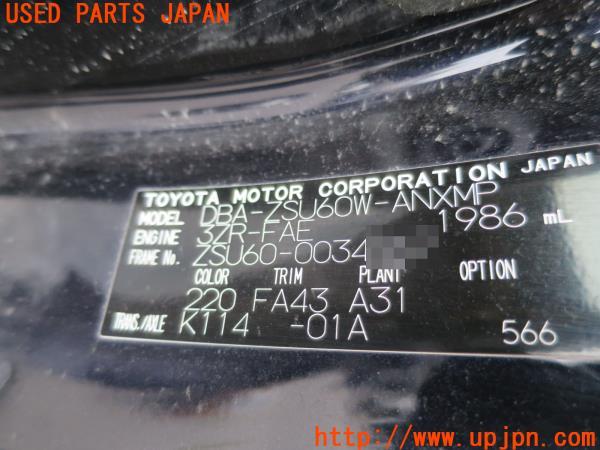 USED PARTS JAPAN
TOYOTA MOTOR CORPORATION JAPAN
MODEL DBA-ZSU60W-ANXMP
ENGINE 3ZR-FAE 1986 mL
FRAME No. ZSU60-0034
COLOR TRIM PLANT OPTION
220 FA43 A31
TRANS./AXLE K114 -01A 566
UPJ
http://www.upjpn.com/